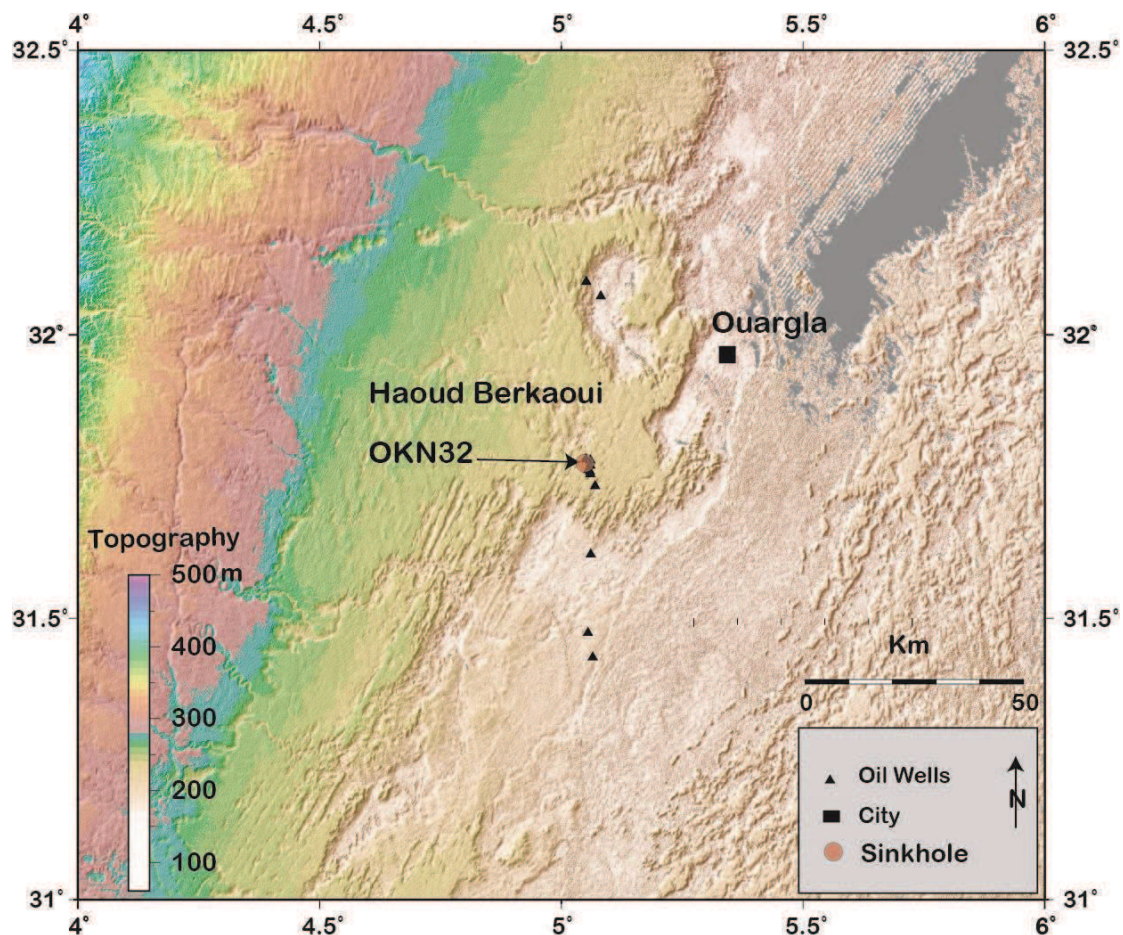 4° 4.5° 5° 5.5° 6°
32.5° 32.5°
Ouargla
32° 32°
Haoud Berkaoui
OKN32
Topography
500 m
31.5° 31.5°
400
Km
300
0 50
200
Oil Wells
N
City
100
Sinkhole
31° 31°
4° 4.5° 5° 5.5° 6°